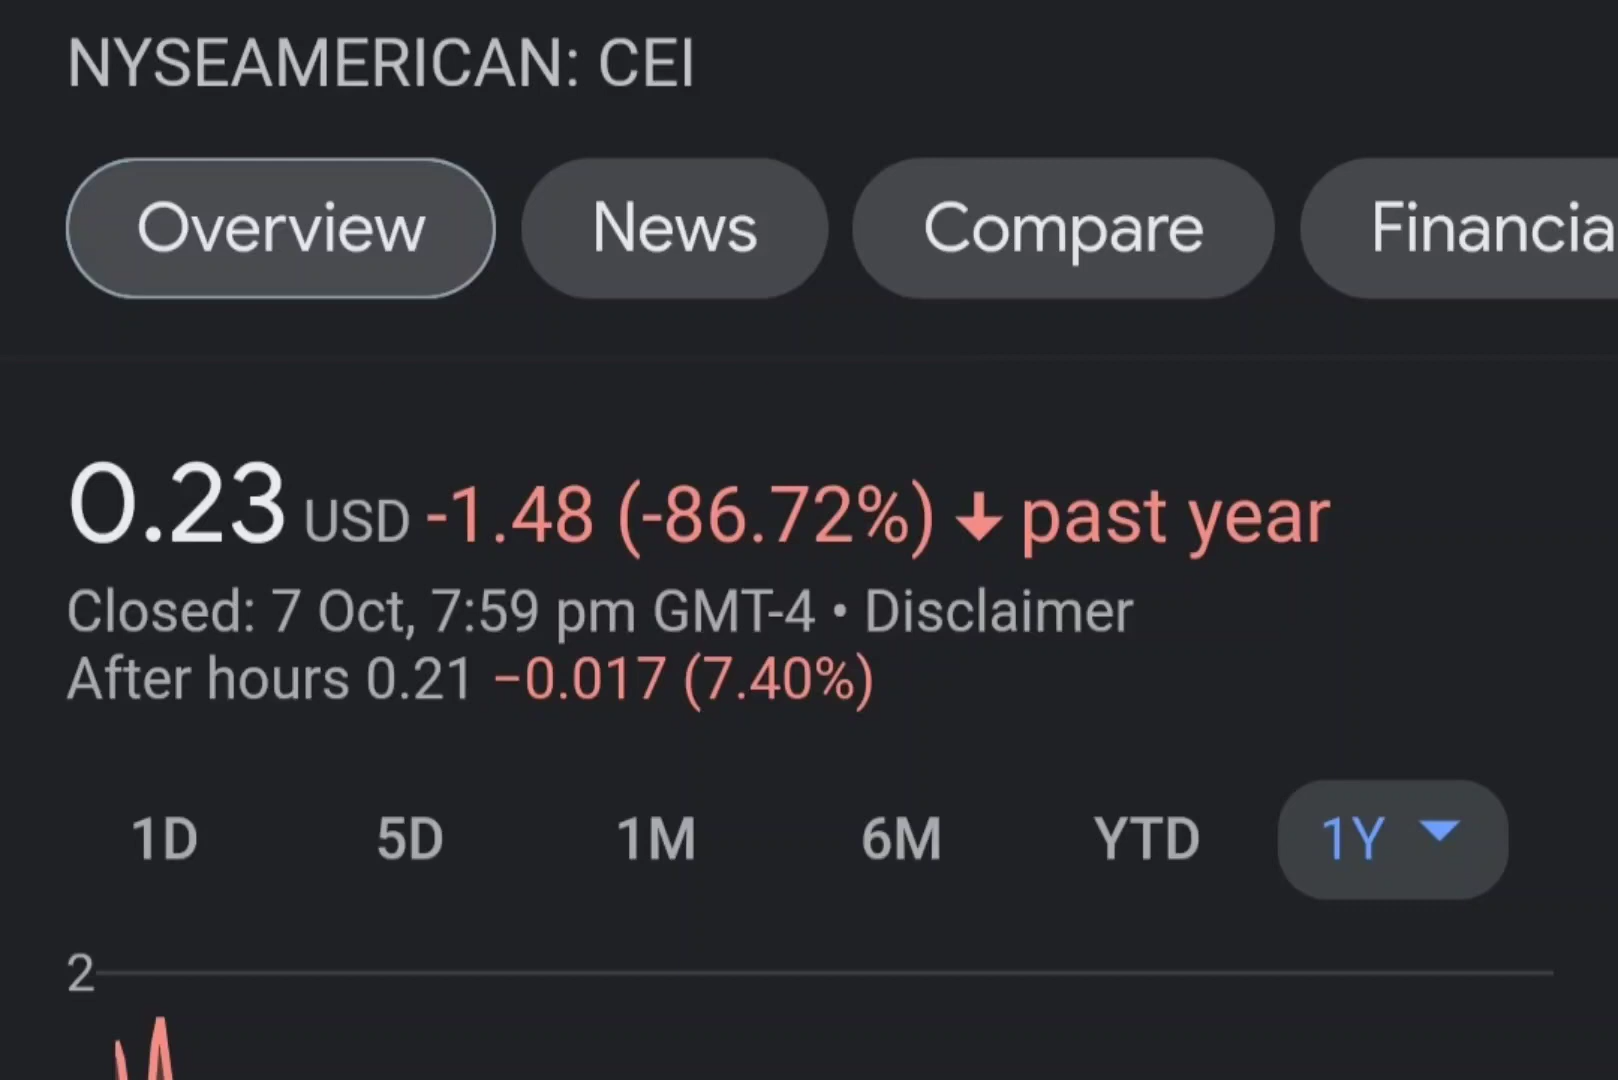 NYSEAMERICAN: CEI
Overview News Compare Financia
0.23 USD -1.48 (-86.72%) ↓ past year
Closed: 7 Oct, 7:59 pm GMT-4 • Disclaimer
After hours 0.21 −0.017 (7.40%)
1D 5D 1M 6M YTD 1Y
2